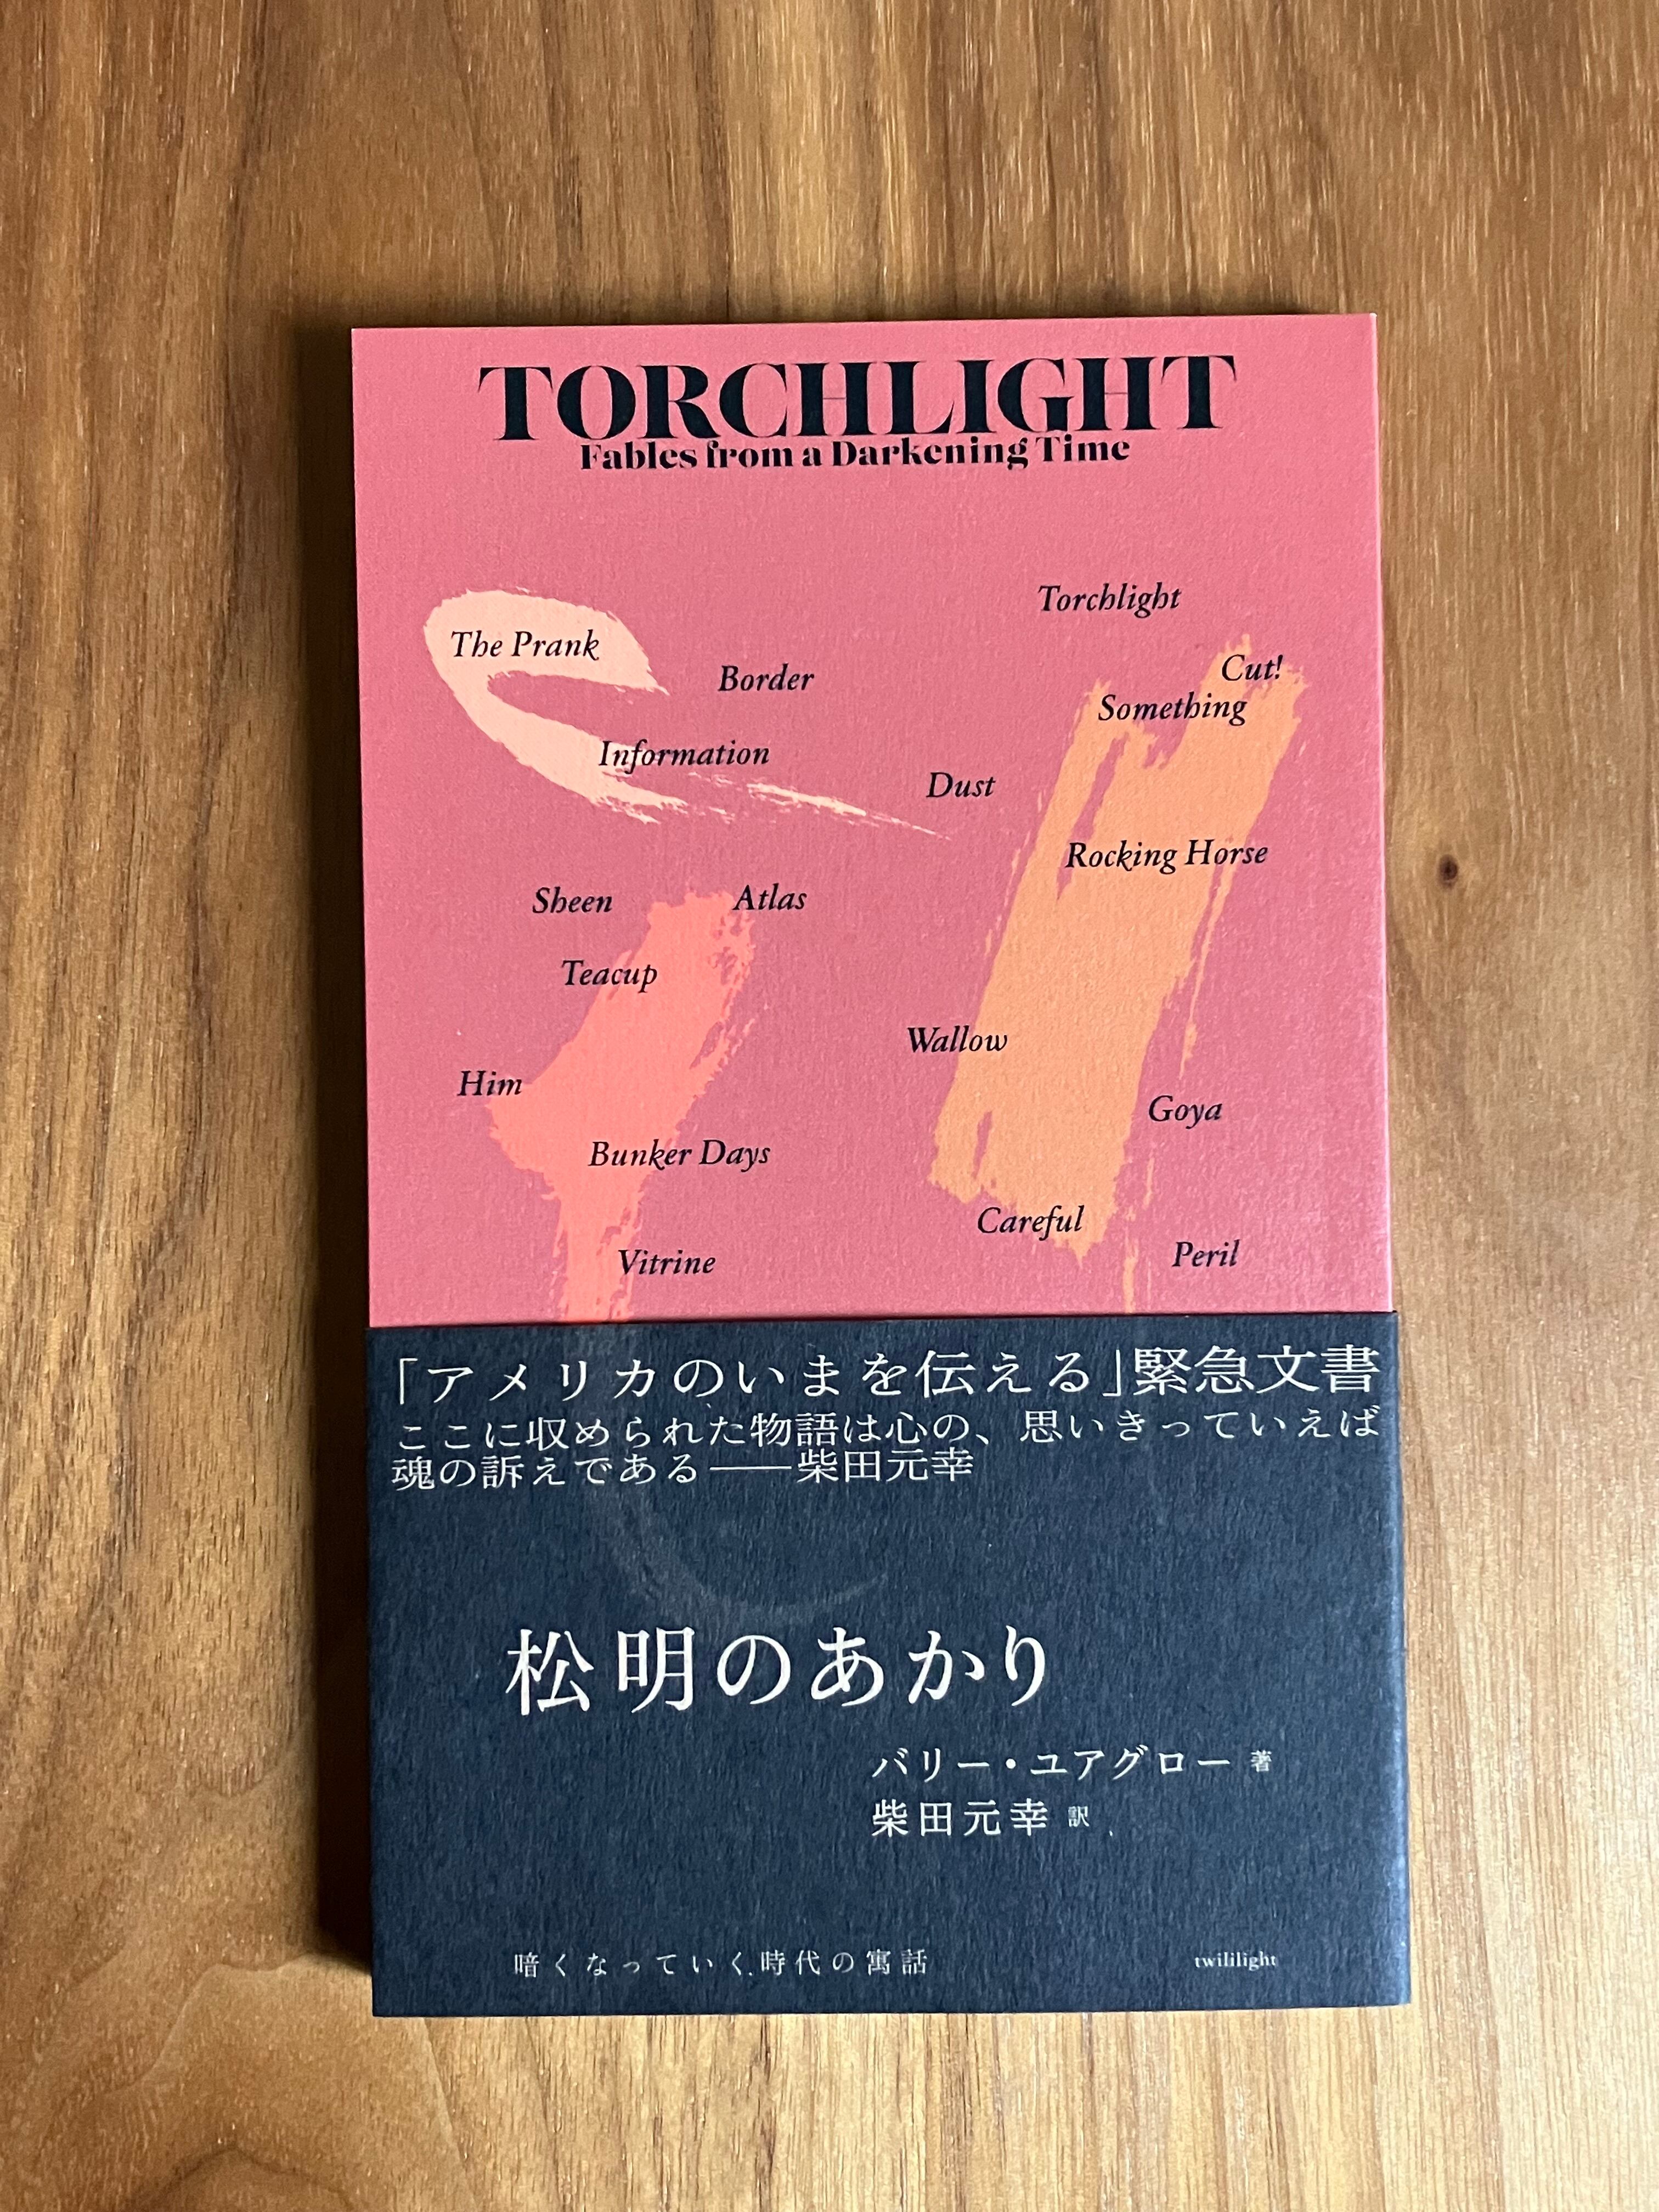 TORCHLIGHT
Fables from a Darkening Time
Torchlight
The Prank
Cut!
Border
Something
Information
Dust
Rocking Horse
Sheen
Atlas
Teacup
Wallow
Him
Goya
Bunker Days
Careful
Peril
Vitrine
「アメリカのいまを伝える」緊急文書
ここに収められた物語は心の、思いきっていえば
魂の訴えである——柴田元幸
松明のあかり
バリー・ユアグロー 著
柴田元幸 訳
暗くなっていく時代の寓話
twililight